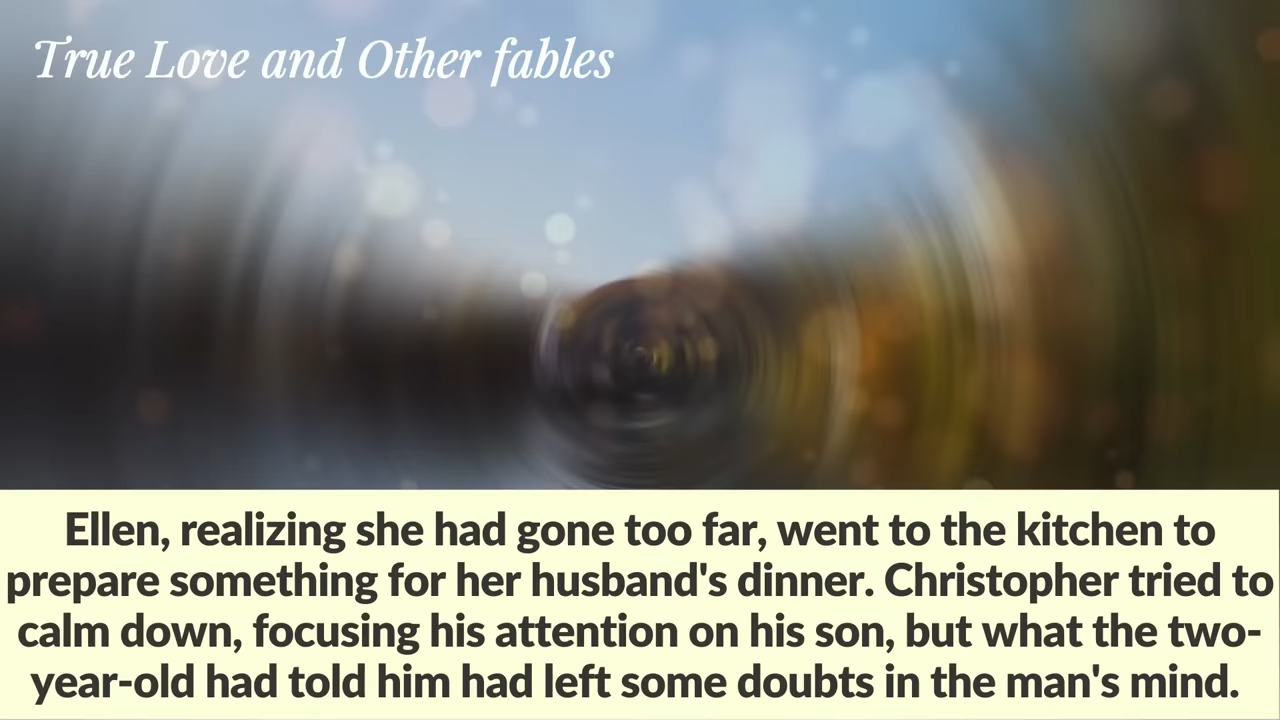 True Love and Other fables
Ellen, realizing she had gone too far, went to the kitchen to
prepare something for her husband's dinner. Christopher tried to
calm down, focusing his attention on his son, but what the two-
year-old had told him had left some doubts in the man's mind.